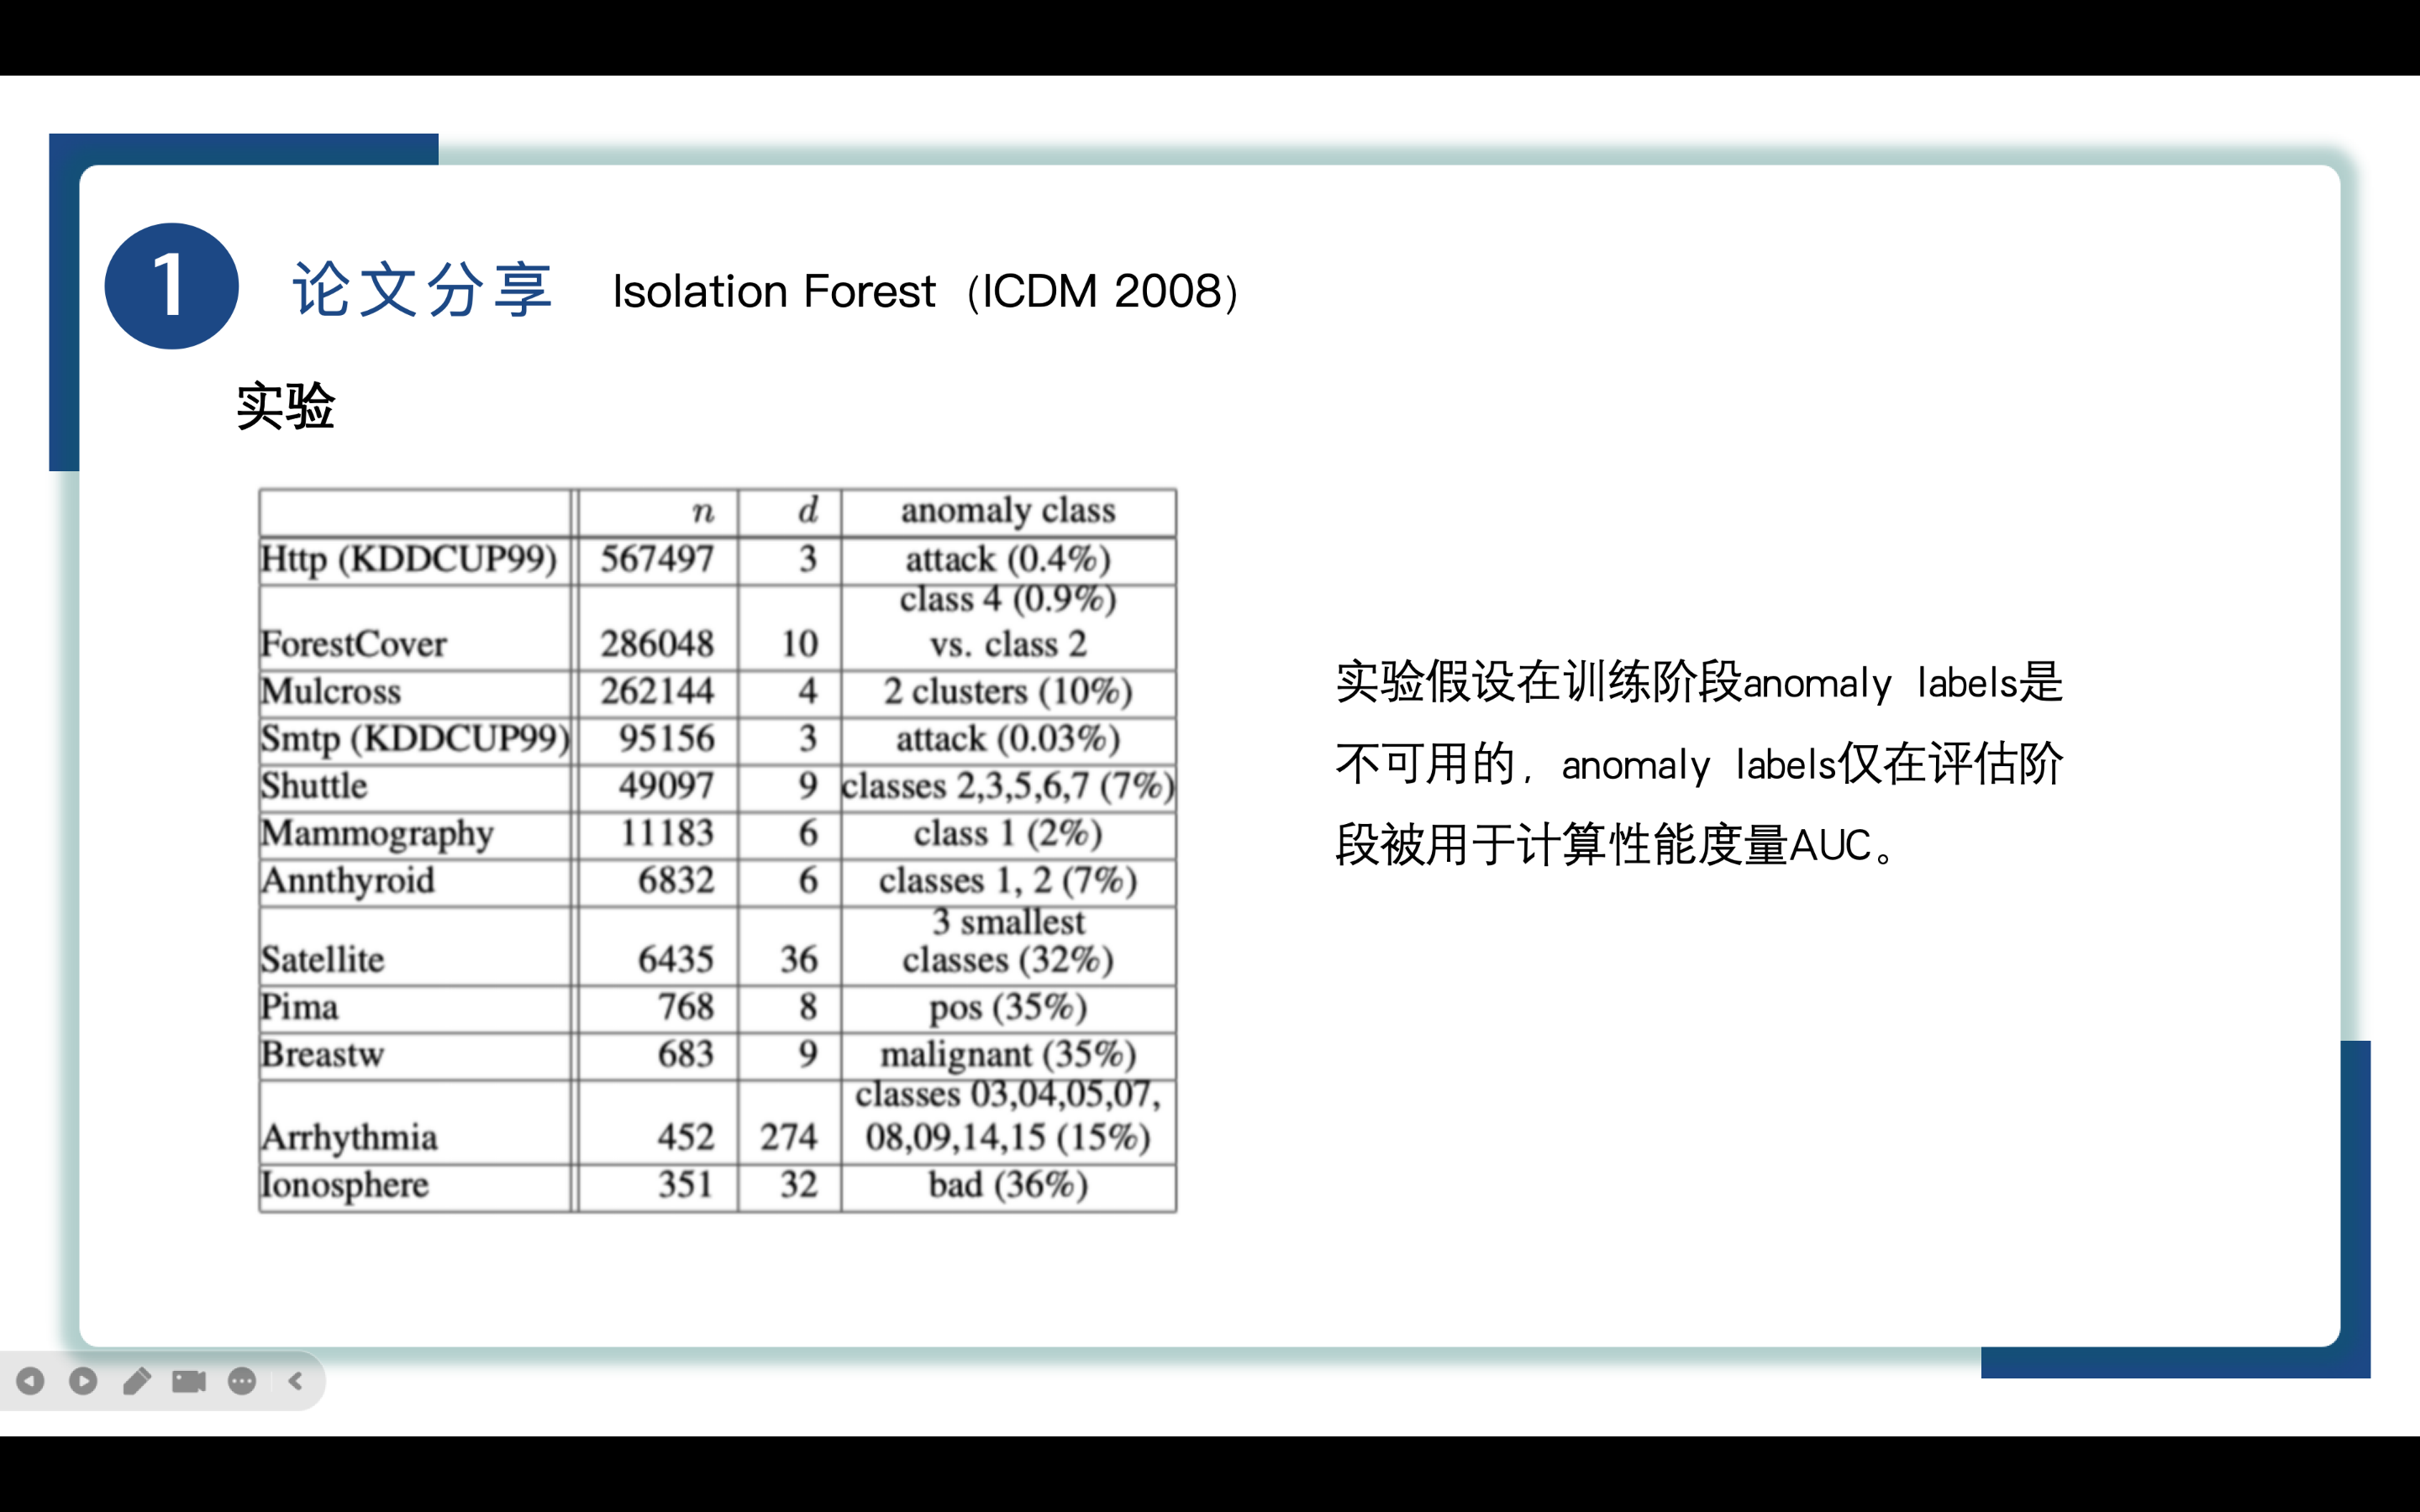 1 论文分享 Isolation Forest（ICDM 2008）
实验
n d anomaly class
Http (KDDCUP99) 567497 3 attack (0.4%)
class 4 (0.9%)
ForestCover 286048 10 vs. class 2
Mulcross 262144 4 2 clusters (10%)
Smtp (KDDCUP99) 95156 3 attack (0.03%)
Shuttle 49097 9 classes 2,3,5,6,7 (7%)
Mammography 11183 6 class 1 (2%)
Annthyroid 6832 6 classes 1, 2 (7%)
3 smallest
Satellite 6435 36 classes (32%)
Pima 768 8 pos (35%)
Breastw 683 9 malignant (35%)
classes 03,04,05,07,
Arrhythmia 452 274 08,09,14,15 (15%)
Ionosphere 351 32 bad (36%)
实验假设在训练阶段anomaly labels是
不可用的，anomaly labels仅在评估阶
段被用于计算性能度量AUC。